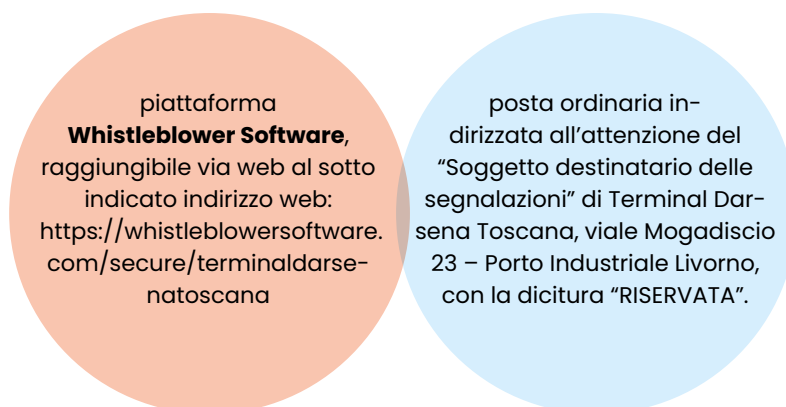 piattaforma
Whistleblower Software,
raggiungibile via web al sotto
indicato indirizzo web:
https://whistleblowersoftware.
com/secure/terminaldarse-
natoscana
posta ordinaria in-
dirizzata all’attenzione del
“Soggetto destinatario delle
segnalazioni” di Terminal Dar-
sena Toscana, viale Mogadiscio
23 – Porto Industriale Livorno,
con la dicitura “RISERVATA”.